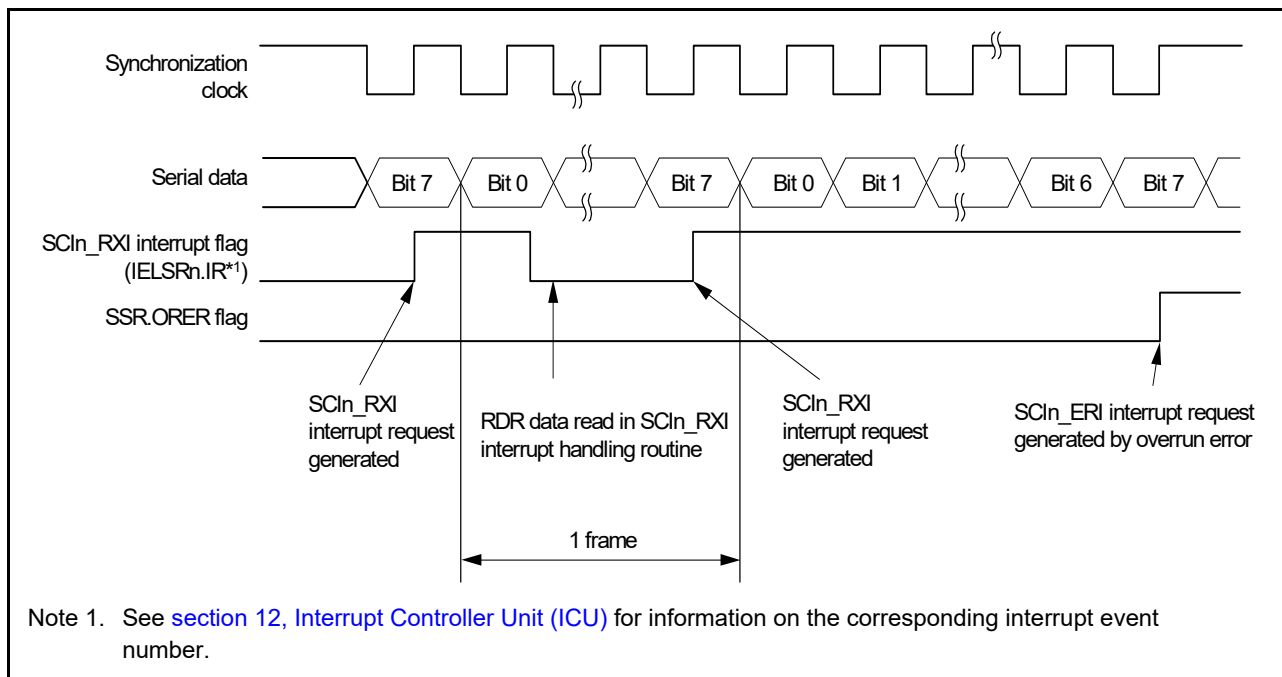 Synchronization
clock
Serial data
Bit 7 Bit 0 Bit 7 Bit 0 Bit 1 Bit 6 Bit 7
SCIn_RXI interrupt flag
(IELSRn.IR*1)
SSR.ORER flag
SCIn_RXI
interrupt request
generated
RDR data read in SCIn_RXI
interrupt handling routine
SCIn_RXI
interrupt request
generated
SCIn_ERI interrupt request
generated by overrun error
1 frame
Note 1. See section 12, Interrupt Controller Unit (ICU) for information on the corresponding interrupt event
number.